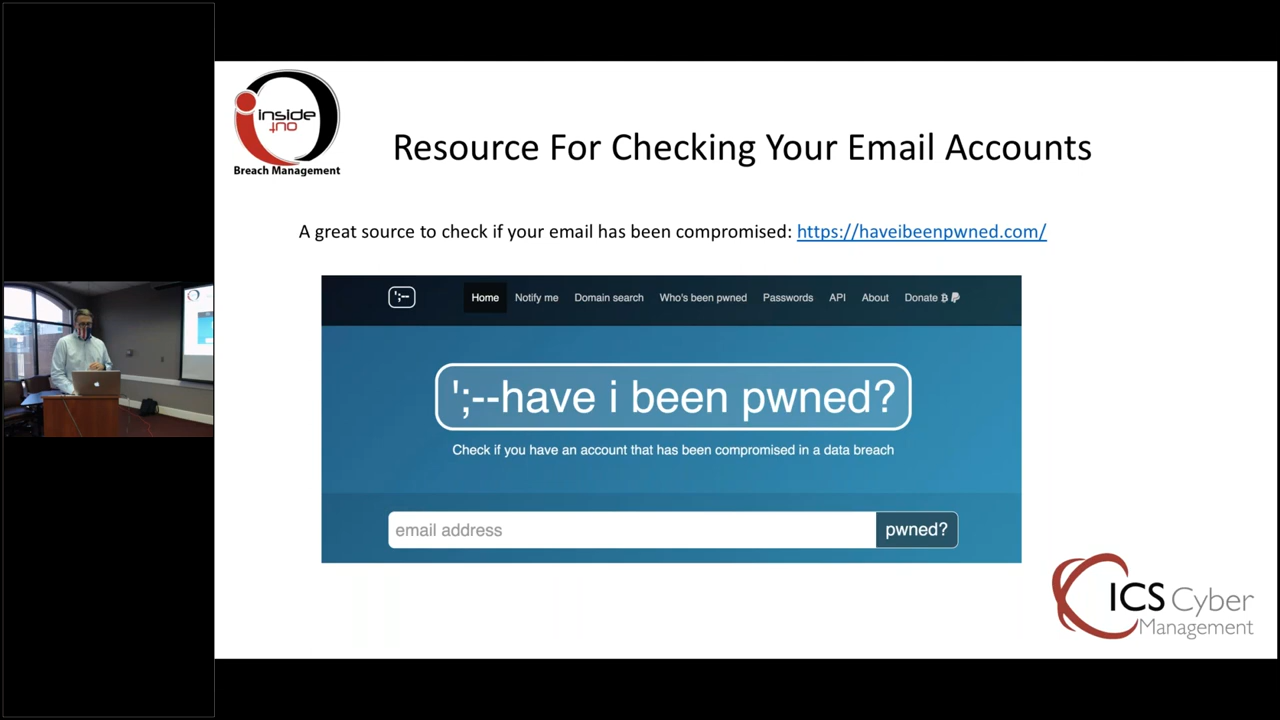 inside
out
Breach Management
Resource For Checking Your Email Accounts
A great source to check if your email has been compromised: https://haveibeenpwned.com/
';--
Home Notify me Domain search Who's been pwned Passwords API About Donate
';--have i been pwned?
Check if you have an account that has been compromised in a data breach
email address pwned?
ICS Cyber
Management